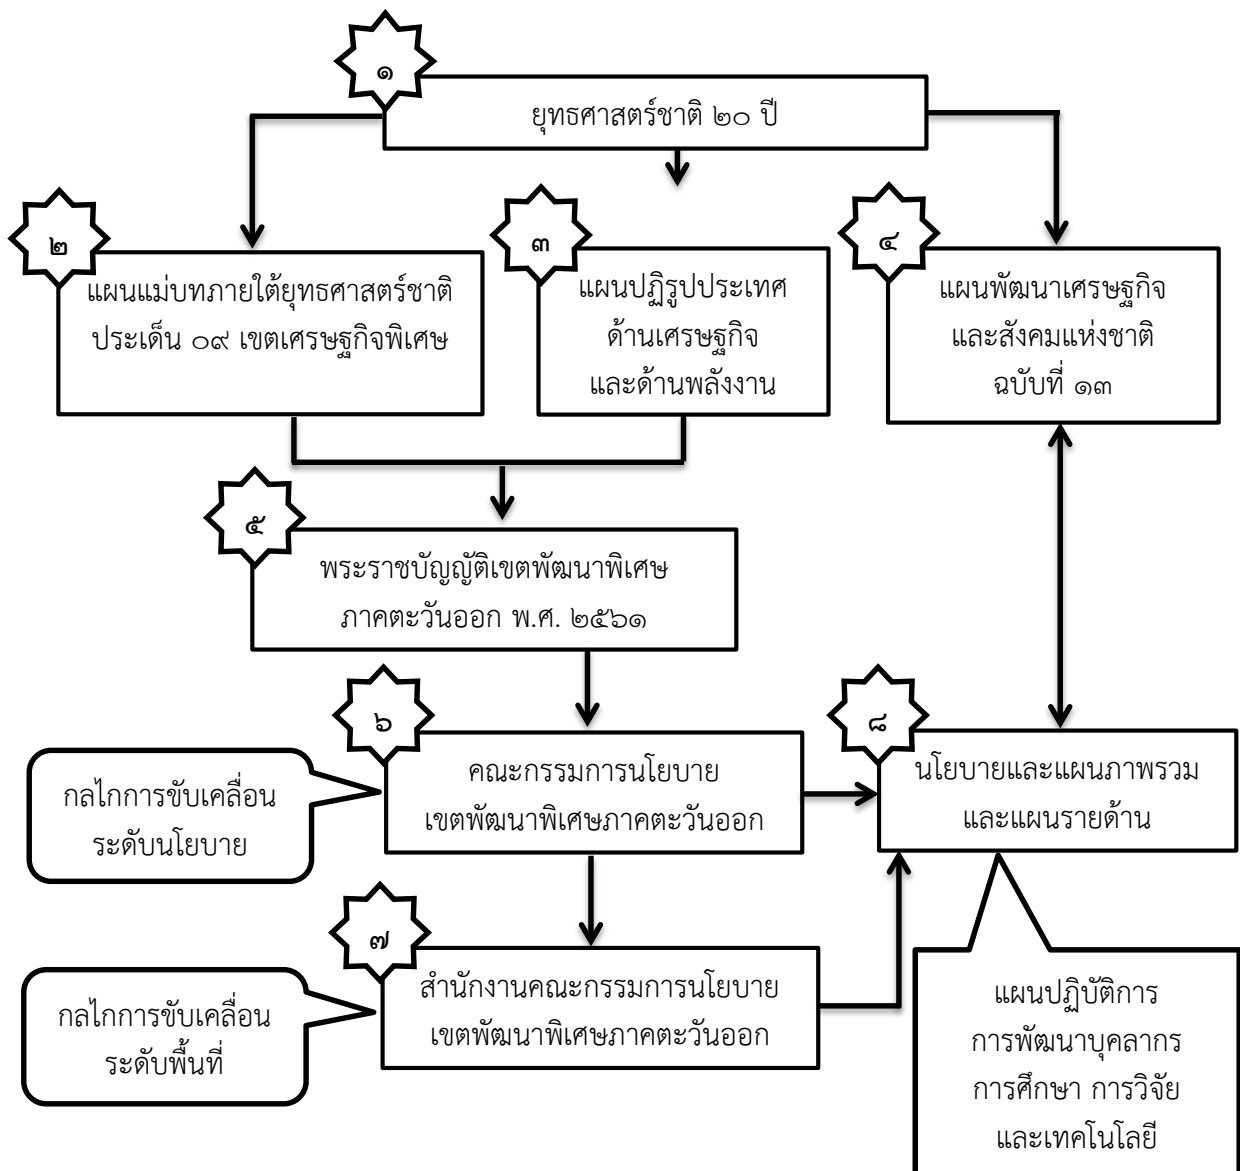 ๑
ยุทธศาสตร์ชาติ ๒๐ ปี
๒
แผนแม่บทภายใต้ยุทธศาสตร์ชาติ
ประเด็น ๐๙ เขตเศรษฐกิจพิเศษ
๓
แผนปฏิรูปประเทศ
ด้านเศรษฐกิจ
และด้านพลังงาน
๔
แผนพัฒนาเศรษฐกิจ
และสังคมแห่งชาติ
ฉบับที่ ๑๓
๕
พระราชบัญญัติเขตพัฒนาพิเศษ
ภาคตะวันออก พ.ศ. ๒๕๖๑
๖
คณะกรรมการนโยบาย
เขตพัฒนาพิเศษภาคตะวันออก
กลไกการขับเคลื่อน
ระดับนโยบาย
๘
นโยบายและแผนภาพรวม
และแผนรายด้าน
๗
สำนักงานคณะกรรมการนโยบาย
เขตพัฒนาพิเศษภาคตะวันออก
กลไกการขับเคลื่อน
ระดับพื้นที่
แผนปฏิบัติการ
การพัฒนาบุคลากร
การศึกษา การวิจัย
และเทคโนโลยี